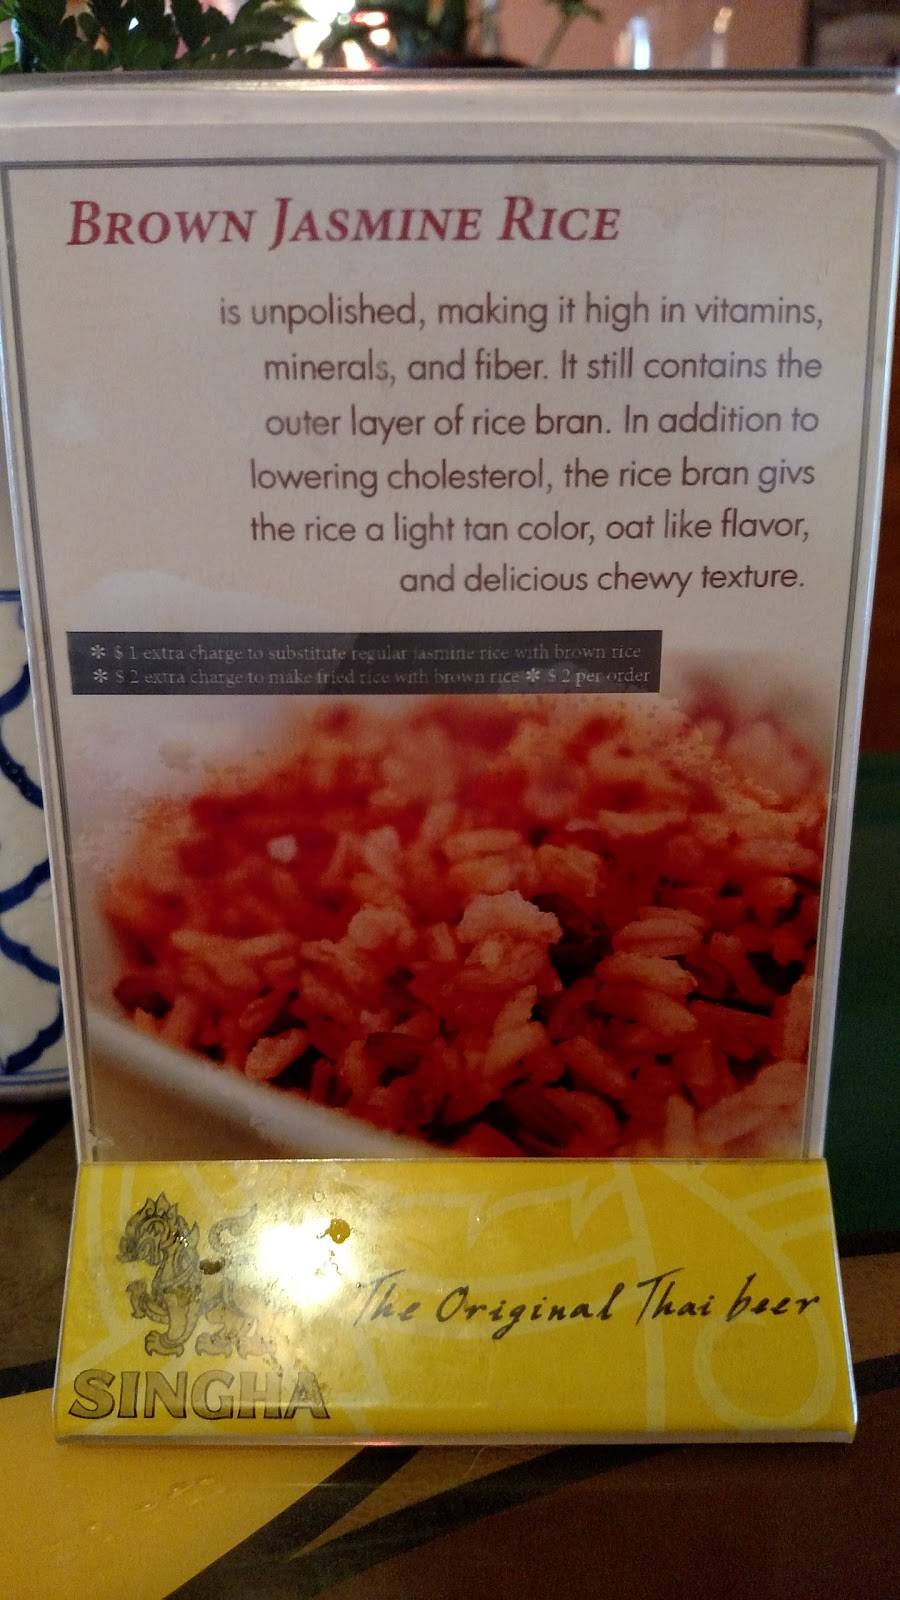 BROWN JASMINE RICE
is unpolished, making it high in vitamins,
minerals, and fiber. It still contains the
outer layer of rice bran. In addition to
lowering cholesterol, the rice bran givs
the rice a light tan color, oat like flavor,
and delicious chewy texture.
✻ $ 1 extra charge to substitute regular jasmine rice with brown rice
✻ $ 2 extra charge to make fried rice with brown rice ✻ $ 2 per order
The Original Thai beer
SINGHA